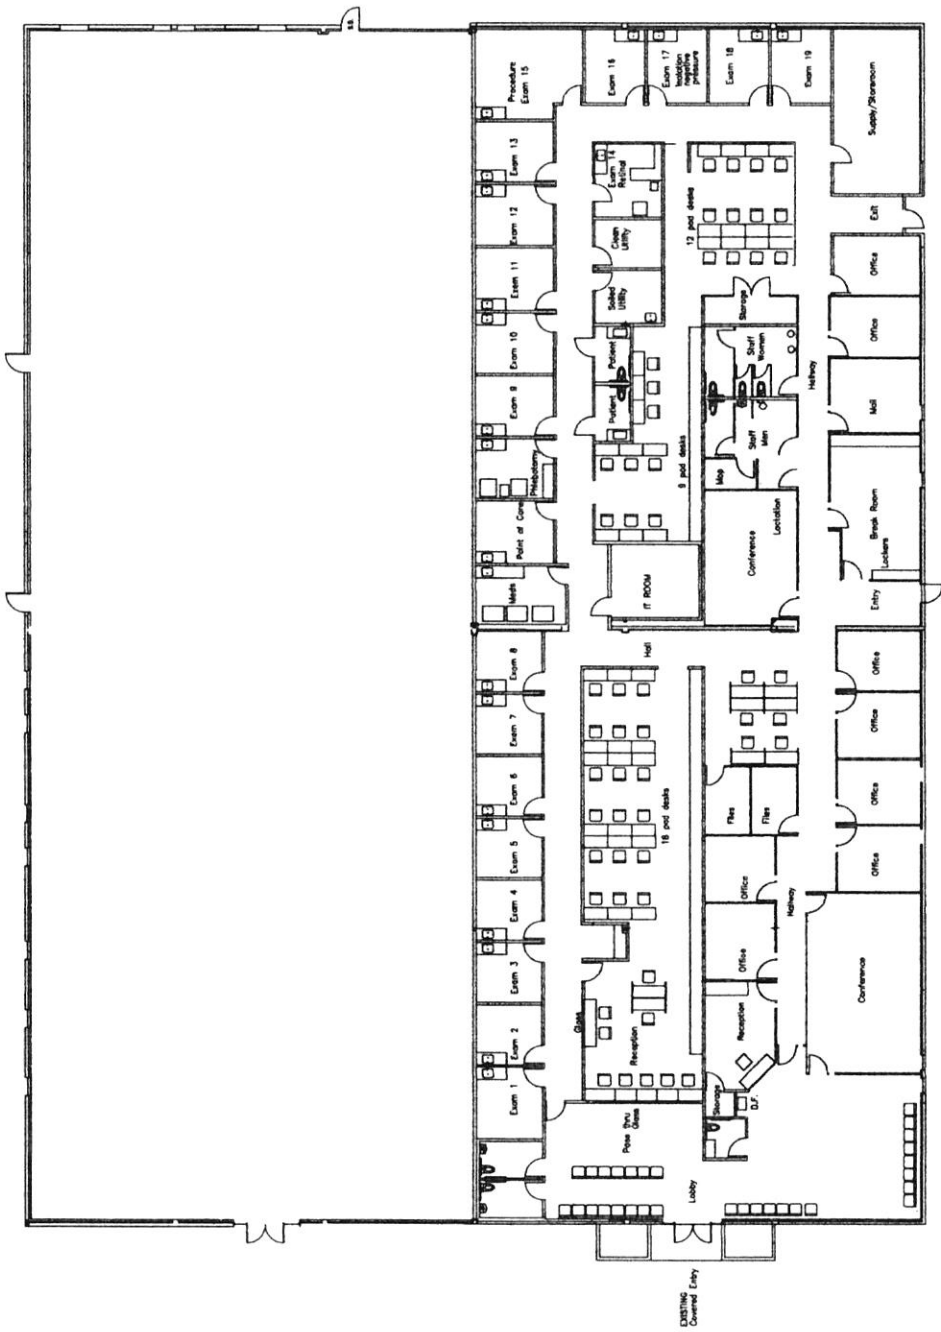 S.S.
Procedure
Exam 15
Exam 16
Exam 17
Isolation
negative
pressure
Exam 18
Exam 19
Supply/Storeroom
Exam 13
Exam 14
Retinal
12 pod desks
Exit
Exam 12
Clean
Utility
Office
Exam 11
Soiled
Utility
Storage
Office
Exam 10
Patient
Staff
Women
Hallway
Mail
Exam 9
Patient
Staff
Men
9 pod desks
Mop
Phlebotomy
Point of Care
Conference
Lactation
Break Room
Lockers
Meds
IT ROOM
Entry
Exam 8
Hall
Office
Exam 7
Office
Exam 6
18 pod desks
Files
Files
Office
Exam 5
Office
Office
Exam 4
Hallway
Exam 3
Office
Conference
Exam 2
Glass
Reception
Reception
Exam 1
Storage
D.F.
Pass thru
Glass
Lobby
EXISTING
Covered Entry